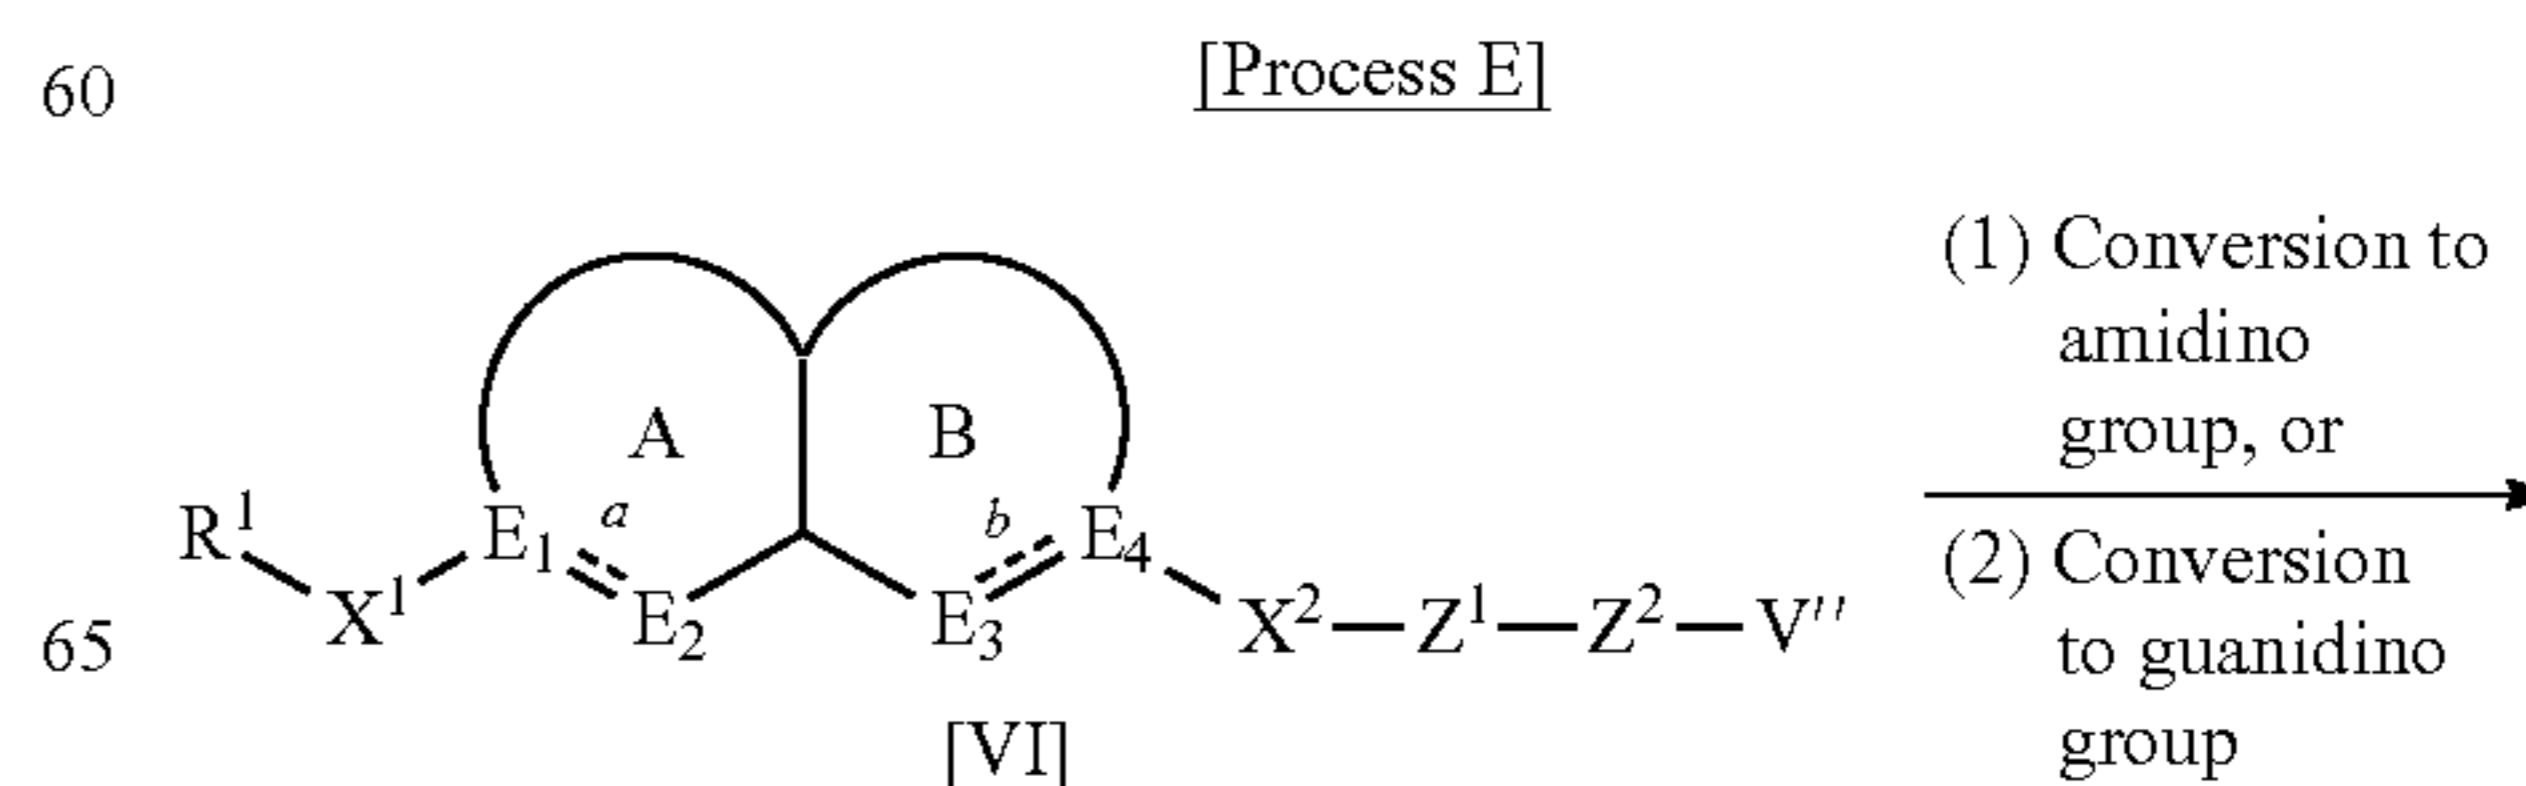 60
[Process E]
(1) Conversion to
amidino
group, or
(2) Conversion
to guanidino
group
A B
a b
R¹ E₁ E₄
X¹ E₂ E₃ X²—Z¹—Z²—V″
65
[VI]